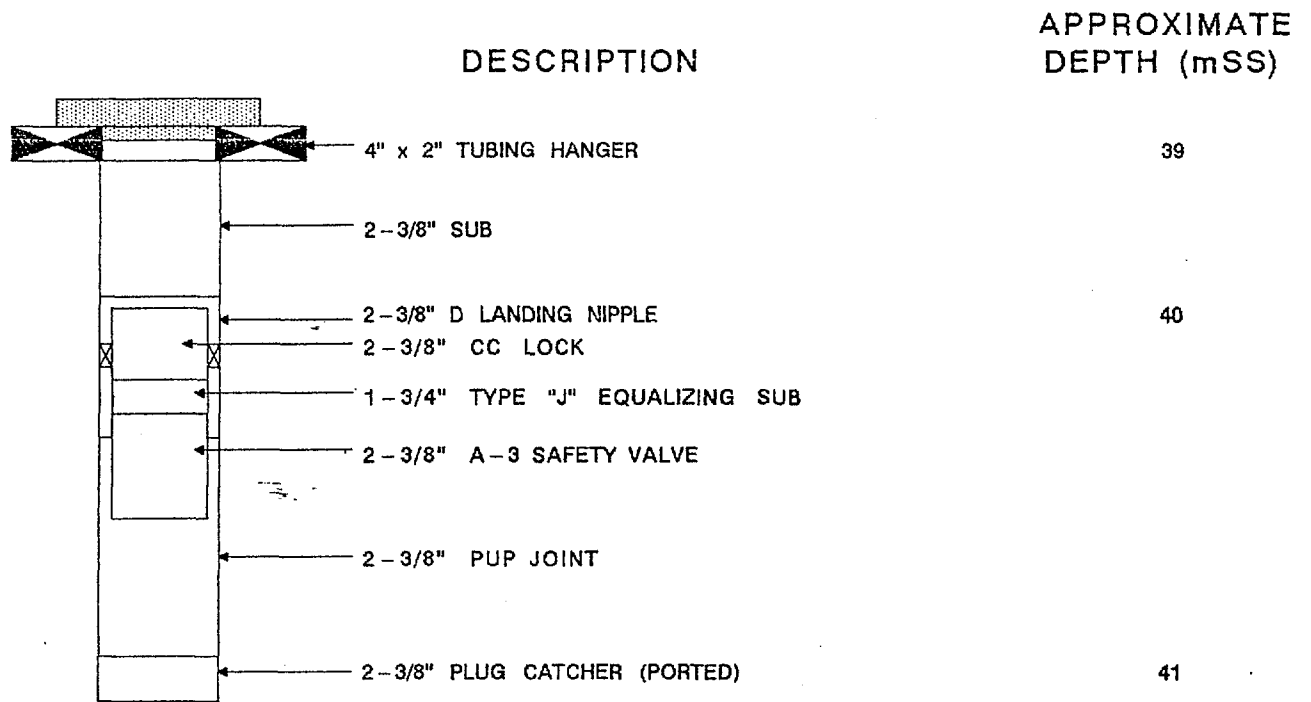 DESCRIPTION
APPROXIMATE
DEPTH (mSS)
4" x 2" TUBING HANGER 39
2-3/8" SUB
2-3/8" D LANDING NIPPLE 40
2-3/8" CC LOCK
1-3/4" TYPE "J" EQUALIZING SUB
2-3/8" A-3 SAFETY VALVE
2-3/8" PUP JOINT
2-3/8" PLUG CATCHER (PORTED) 41